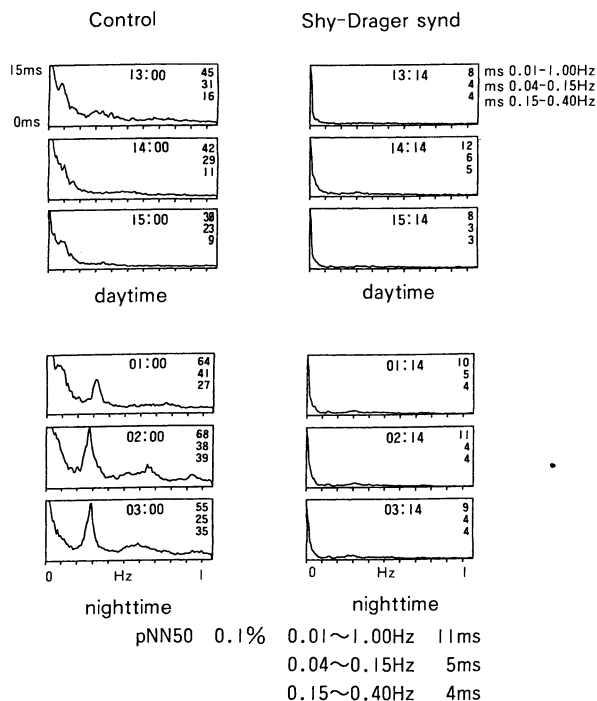 Control Shy-Drager synd
15ms
0ms
13:00 45
31
16
13:14 8 ms 0.01-1.00Hz
4 ms 0.04-0.15Hz
4 ms 0.15-0.40Hz
14:00 42
29
11
14:14 12
6
5
15:00
23
9
15:14 8
3
3
daytime daytime
01:00 64
41
27
01:14 10
5
4
02:00 68
38
39
02:14 11
4
4
03:00 55
25
35
03:14 9
4
4
0 Hz 1 0 Hz 1
nighttime nighttime
pNN50 0.1% 0.01~1.00Hz 11ms
0.04~0.15Hz 5ms
0.15~0.40Hz 4ms